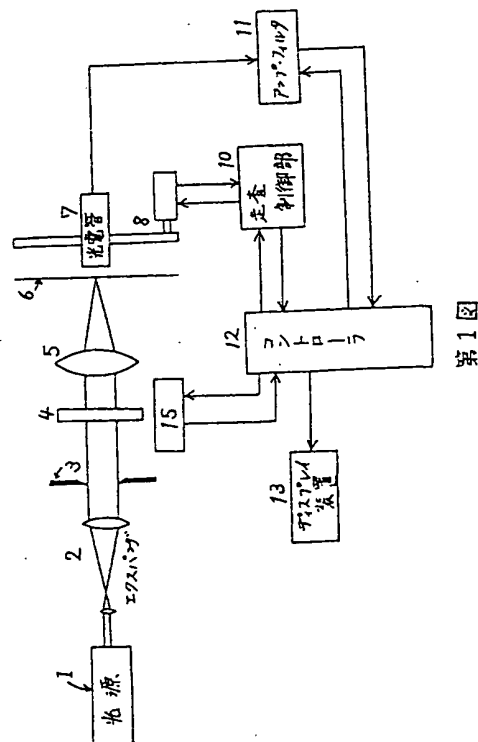 1
光源
2
エクスパンダ
3
4
5
6
7
光電管
8
10
走査
制御部
11
アンプ・フィルタ
12
コントローラ
13
ディスプレイ
装置
15
第1図